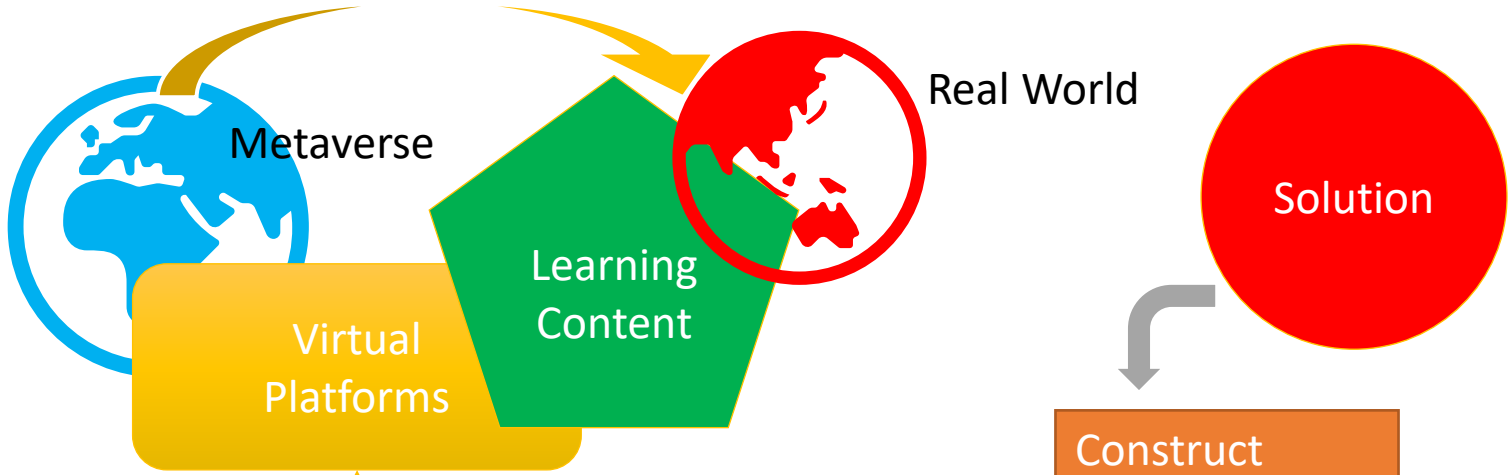 Metaverse
Real World
Learning
Content
Virtual
Platforms
Solution
Construct